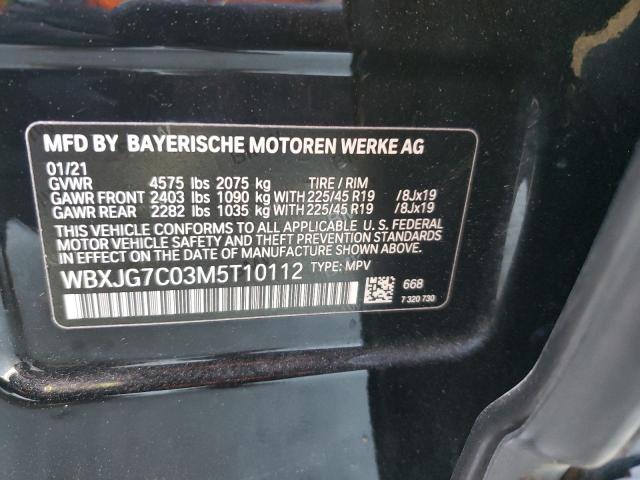 MFD BY BAYERISCHE MOTOREN WERKE AG
01/21
GVWR 4575 lbs 2075 kg TIRE / RIM
GAWR FRONT 2403 lbs 1090 kg WITH 225/45 R19 /8Jx19
GAWR REAR 2282 lbs 1035 kg WITH 225/45 R19 /8Jx19
THIS VEHICLE CONFORMS TO ALL APPLICABLE U. S. FEDERAL
SAFETY, BUMPER, AND THEFT PREVENTION STANDARDS
IN EFFECT ON THE DATE OF MANUFACTURE SHOWN ABOVE.
WBXJG7C03M5T10112 TYPE: MPV
668
7 320 730